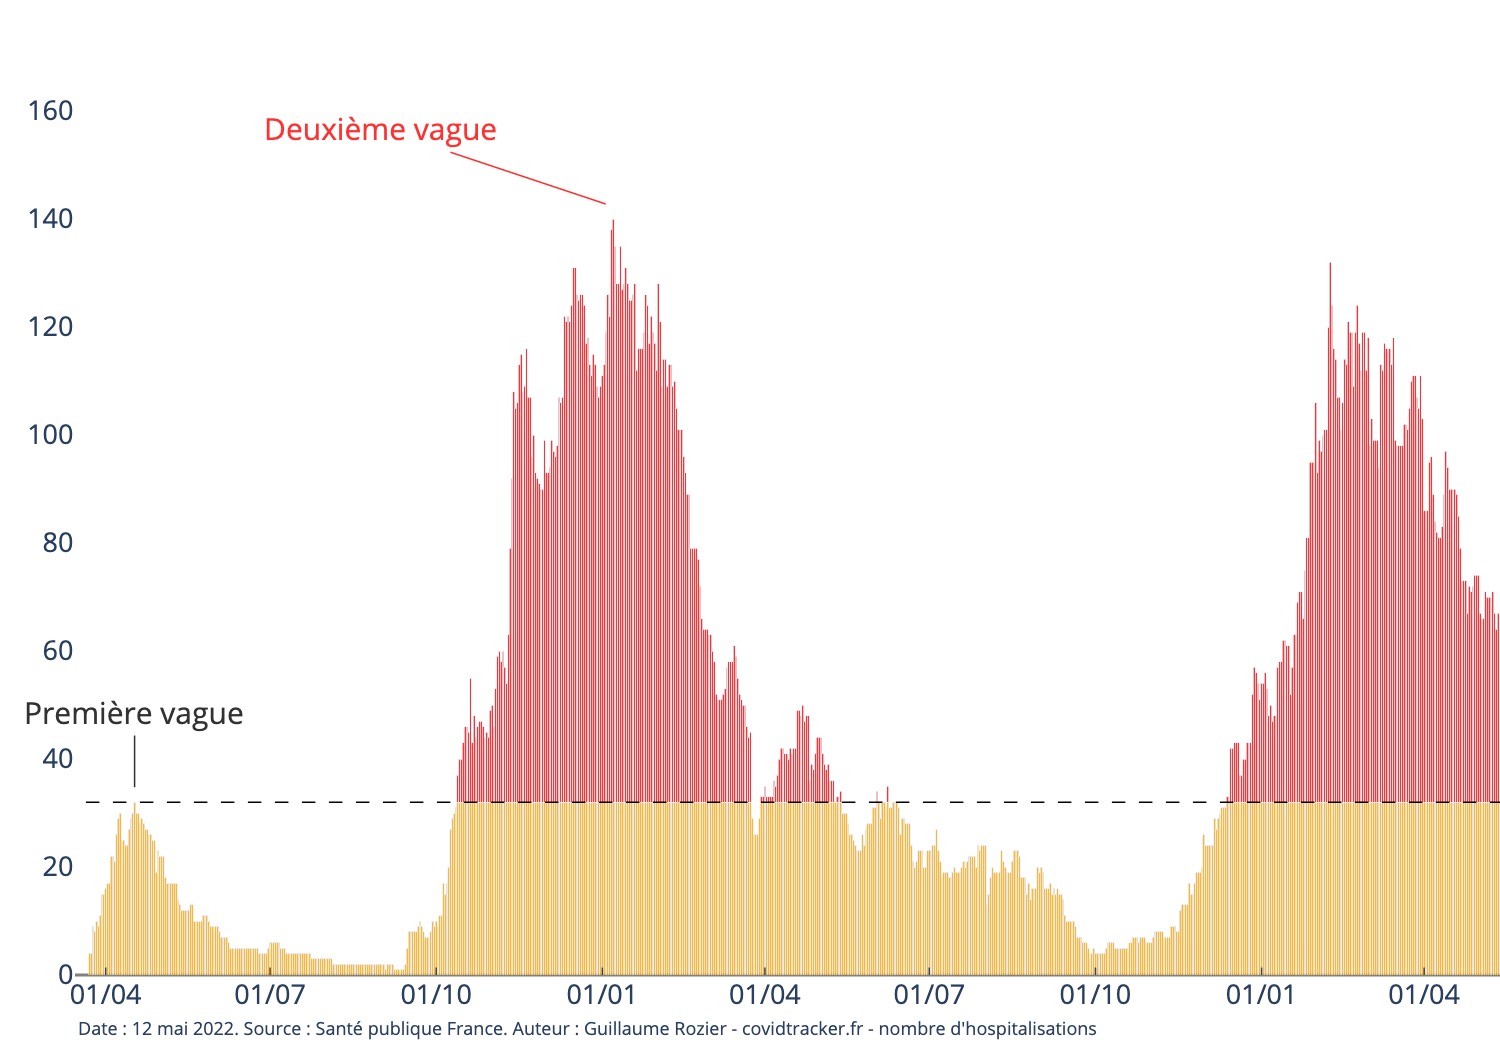 160
Deuxième vague
140
120
100
80
60
Première vague
40
20
0
01/04 01/07 01/10 01/01 01/04 01/07 01/10 01/01 01/04
Date : 12 mai 2022. Source : Santé publique France. Auteur : Guillaume Rozier - covidtracker.fr - nombre d'hospitalisations